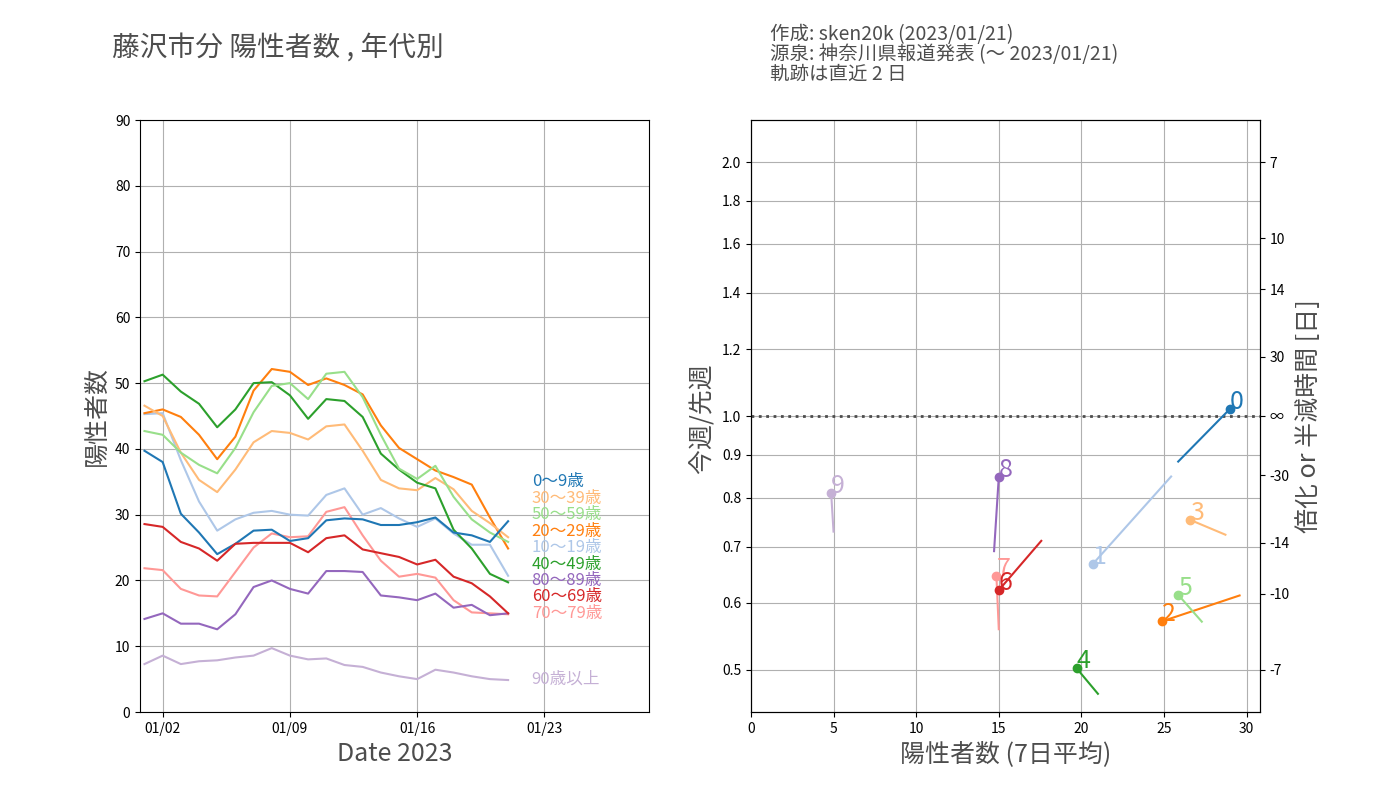 藤沢市分 陽性者数 , 年代別
作成: sken20k (2023/01/21)
源泉: 神奈川県報道発表 (～ 2023/01/21)
軌跡は直近 2 日
90
80
70
60
50
40
30
20
10
0
陽性者数
01/02
01/09
01/16
01/23
Date 2023
0～9歳
30～39歳
50～59歳
20～29歳
10～19歳
40～49歳
80～89歳
60～69歳
70～79歳
90歳以上
2.0
1.8
1.6
1.4
1.2
1.0
0.9
0.8
0.7
0.6
0.5
今週/先週
0
5
10
15
20
25
30
陽性者数 (7日平均)
7
10
14
30
∞
-30
-14
-10
-7
倍化 or 半減時間 [日]
0
8
9
3
1
7
6
5
2
4